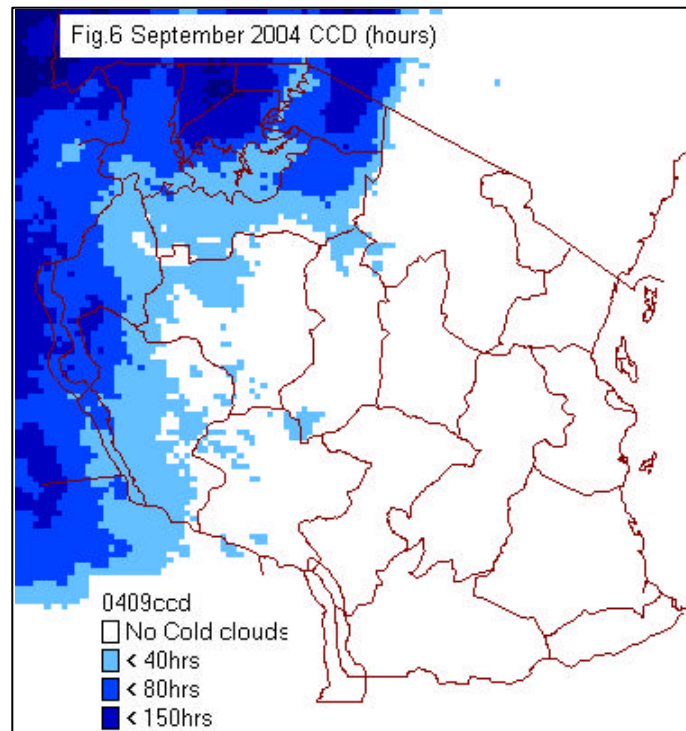 Fig.6 September 2004 CCD (hours)
0409ccd
No Cold clouds
< 40hrs
< 80hrs
< 150hrs